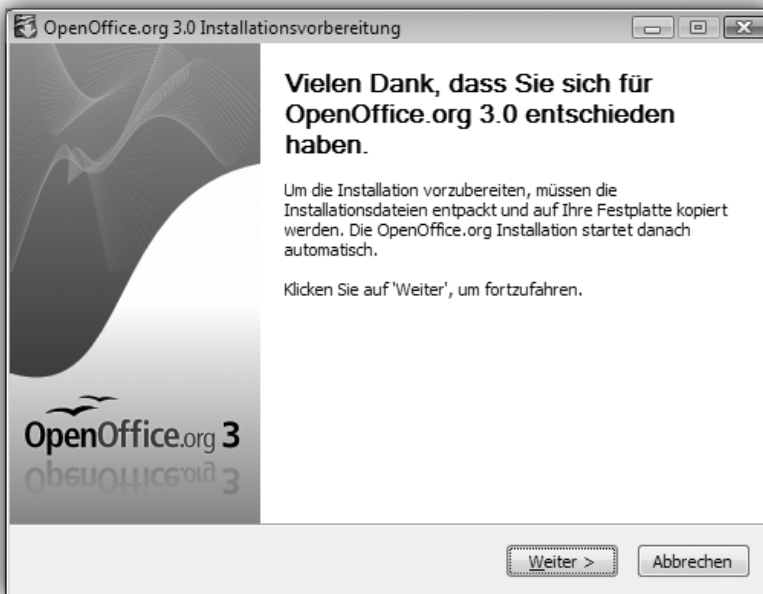 OpenOffice.org 3.0 Installationsvorbereitung
Vielen Dank, dass Sie sich für
OpenOffice.org 3.0 entschieden
haben.
Um die Installation vorzubereiten, müssen die
Installationsdateien entpackt und auf Ihre Festplatte kopiert
werden. Die OpenOffice.org Installation startet danach
automatisch.
Klicken Sie auf 'Weiter', um fortzufahren.
OpenOffice.org 3
Weiter >
Abbrechen